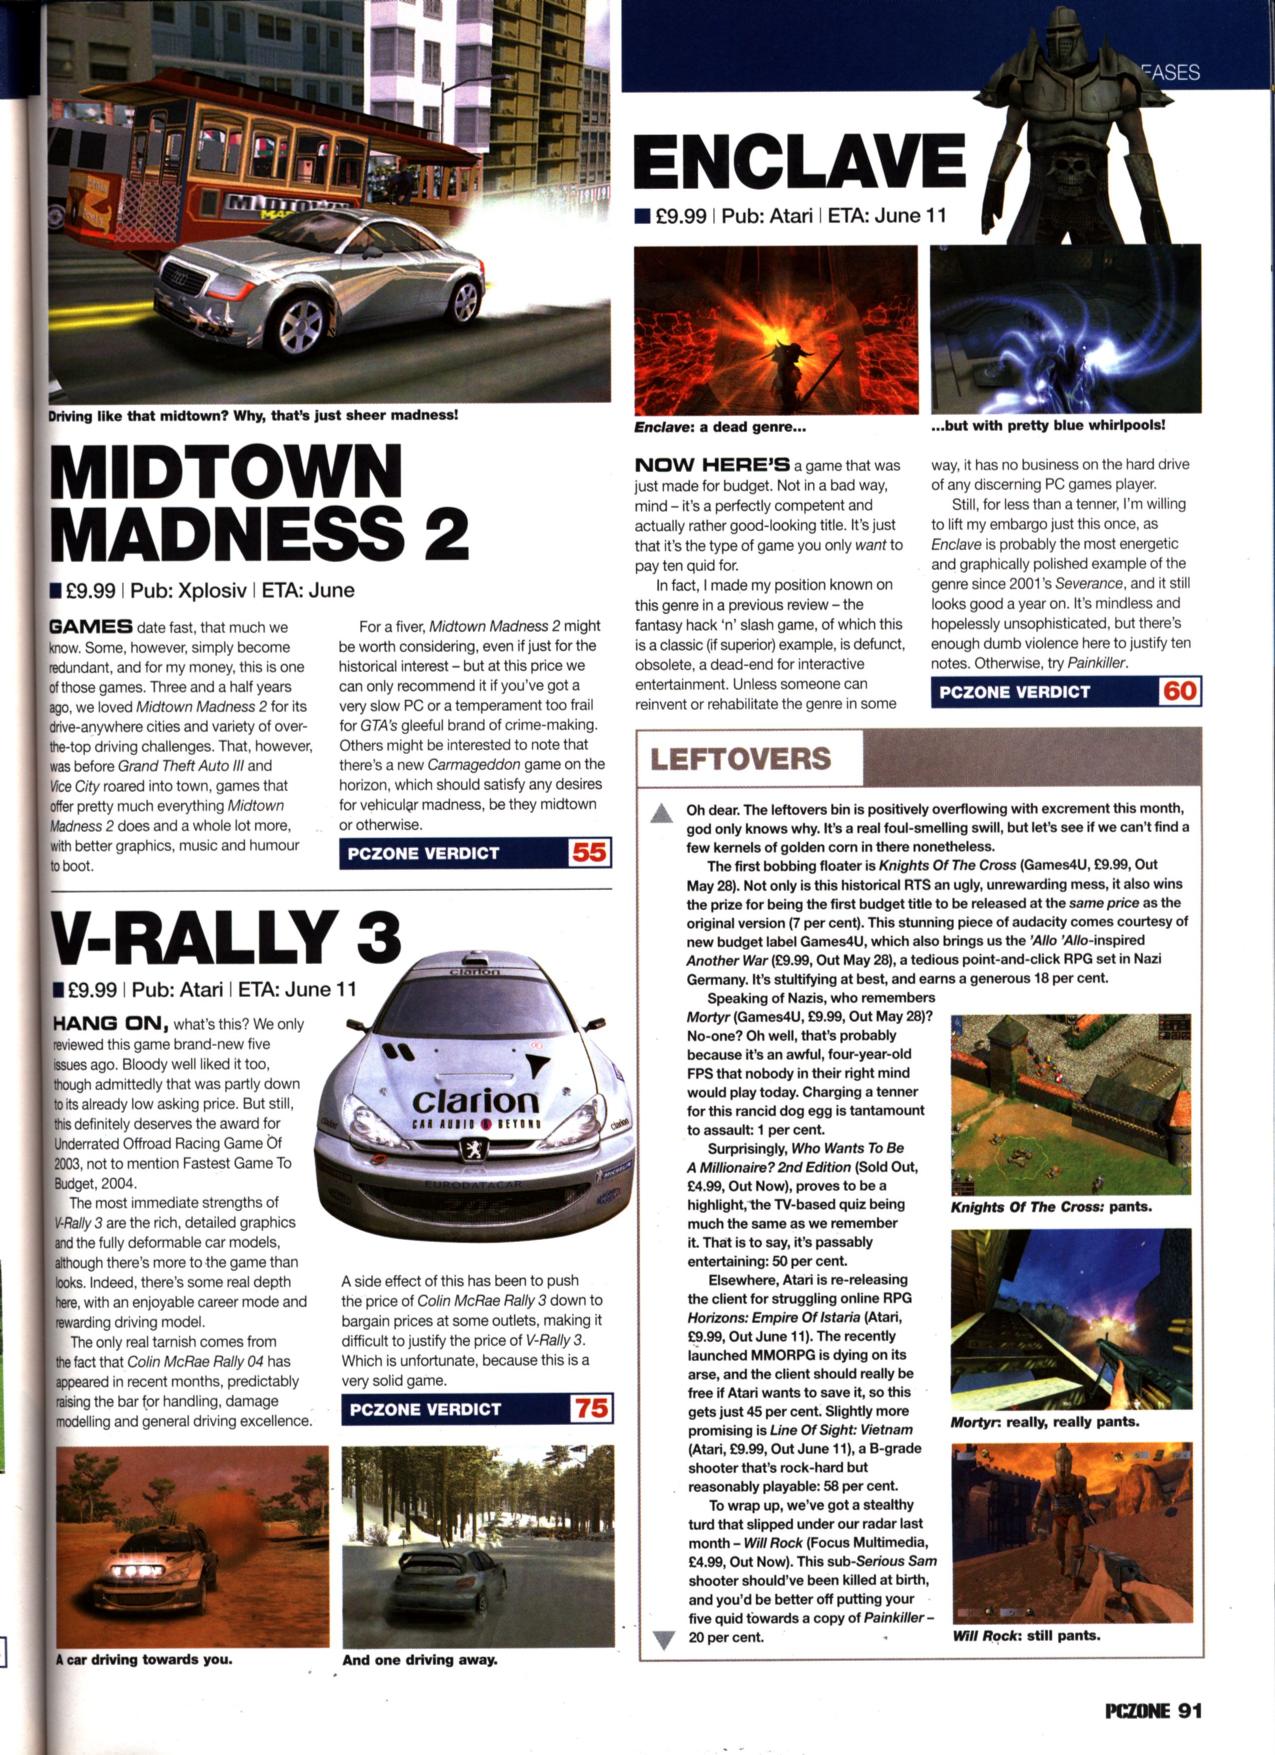 MIDTOWN
MAD
Driving like that midtown? Why, that's just sheer madness!
MIDTOWN
MADNESS 2
£9.99 | Pub: Xplosiv | ETA: June
GAMES date fast, that much we
know. Some, however, simply become
redundant, and for my money, this is one
of those games. Three and a half years
ago, we loved Midtown Madness 2 for its
drive-anywhere cities and variety of over-
the-top driving challenges. That, however,
was before Grand Theft Auto III and
Vice City roared into town, games that
offer pretty much everything Midtown
Madness 2 does and a whole lot more,
with better graphics, music and humour
to boot.
For a fiver, Midtown Madness 2 might
be worth considering, even if just for the
historical interest – but at this price we
can only recommend it if you've got a
very slow PC or a temperament too frail
for GTA's gleeful brand of crime-making.
Others might be interested to note that
there's a new Carmageddon game on the
horizon, which should satisfy any desires
for vehicular madness, be they midtown
or otherwise.
PCZONE VERDICT 55
V-RALLY 3
£9.99 | Pub: Atari | ETA: June 11
HANG ON, what's this? We only
reviewed this game brand-new five
issues ago. Bloody well liked it too,
though admittedly that was partly down
to its already low asking price. But still,
this definitely deserves the award for
Underrated Offroad Racing Game Of
2003, not to mention Fastest Game To
Budget, 2004.
The most immediate strengths of
V-Rally 3 are the rich, detailed graphics
and the fully deformable car models,
although there's more to the game than
looks. Indeed, there's some real depth
here, with an enjoyable career mode and
rewarding driving model.
The only real tarnish comes from
the fact that Colin McRae Rally 04 has
appeared in recent months, predictably
raising the bar for handling, damage
modelling and general driving excellence.
clarion
clarion
CAR AUDIO & BEYOND
EURODATACAR
A side effect of this has been to push
the price of Colin McRae Rally 3 down to
bargain prices at some outlets, making it
difficult to justify the price of V-Rally 3.
Which is unfortunate, because this is a
very solid game.
PCZONE VERDICT 75
A car driving towards you.
And one driving away.
EASES
ENCLAVE
£9.99 | Pub: Atari | ETA: June 11
Enclave: a dead genre...
...but with pretty blue whirlpools!
NOW HERE'S a game that was
just made for budget. Not in a bad way,
mind – it's a perfectly competent and
actually rather good-looking title. It's just
that it's the type of game you only want to
pay ten quid for.
In fact, I made my position known on
this genre in a previous review – the
fantasy hack 'n' slash game, of which this
is a classic (if superior) example, is defunct,
obsolete, a dead-end for interactive
entertainment. Unless someone can
reinvent or rehabilitate the genre in some
way, it has no business on the hard drive
of any discerning PC games player.
Still, for less than a tenner, I'm willing
to lift my embargo just this once, as
Enclave is probably the most energetic
and graphically polished example of the
genre since 2001's Severance, and it still
looks good a year on. It's mindless and
hopelessly unsophisticated, but there's
enough dumb violence here to justify ten
notes. Otherwise, try Painkiller.
PCZONE VERDICT 60
LEFTOVERS
Oh dear. The leftovers bin is positively overflowing with excrement this month,
god only knows why. It's a real foul-smelling swill, but let's see if we can't find a
few kernels of golden corn in there nonetheless.
The first bobbing floater is Knights Of The Cross (Games4U, £9.99, Out
May 28). Not only is this historical RTS an ugly, unrewarding mess, it also wins
the prize for being the first budget title to be released at the same price as the
original version (7 per cent). This stunning piece of audacity comes courtesy of
new budget label Games4U, which also brings us the 'Allo 'Allo-inspired
Another War (£9.99, Out May 28), a tedious point-and-click RPG set in Nazi
Germany. It's stultifying at best, and earns a generous 18 per cent.
Speaking of Nazis, who remembers
Mortyr (Games4U, £9.99, Out May 28)?
No-one? Oh well, that's probably
because it's an awful, four-year-old
FPS that nobody in their right mind
would play today. Charging a tenner
for this rancid dog egg is tantamount
to assault: 1 per cent.
Surprisingly, Who Wants To Be
A Millionaire? 2nd Edition (Sold Out,
£4.99, Out Now), proves to be a
highlight, the TV-based quiz being
much the same as we remember
it. That is to say, it's passably
entertaining: 50 per cent.
Elsewhere, Atari is re-releasing
the client for struggling online RPG
Horizons: Empire Of Istaria (Atari,
£9.99, Out June 11). The recently
launched MMORPG is dying on its
arse, and the client should really be
free if Atari wants to save it, so this
gets just 45 per cent. Slightly more
promising is Line Of Sight: Vietnam
(Atari, £9.99, Out June 11), a B-grade
shooter that's rock-hard but
reasonably playable: 58 per cent.
To wrap up, we've got a stealthy
turd that slipped under our radar last
month – Will Rock (Focus Multimedia,
£4.99, Out Now). This sub-Serious Sam
shooter should've been killed at birth,
and you'd be better off putting your
five quid towards a copy of Painkiller –
20 per cent.
Knights Of The Cross: pants.
Mortyr: really, really pants.
Will Rock: still pants.
PCZONE 91